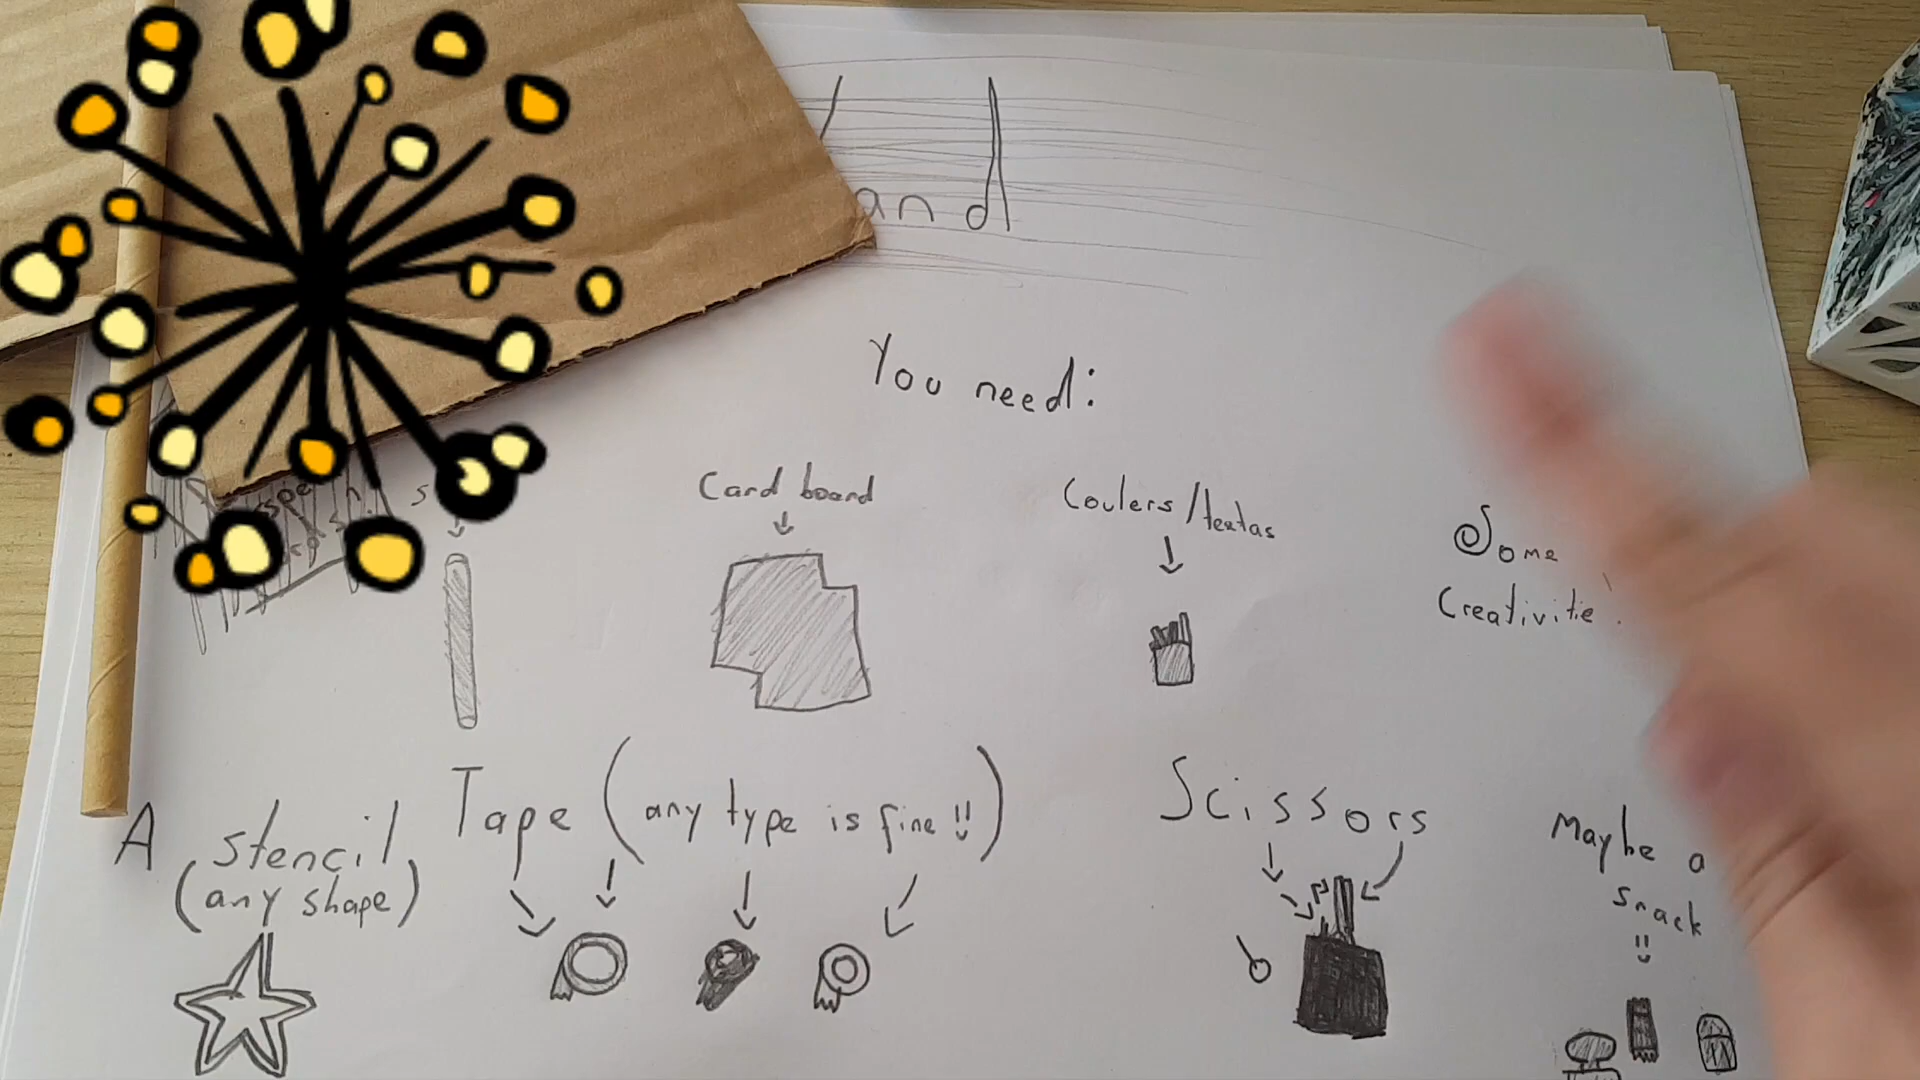 and
You need:
Card board
Coulers/textas
Some
Creativitie
A stencil
(any shape)
Tape (any type is fine!!)
Scissors
Maybe a
snack
!!